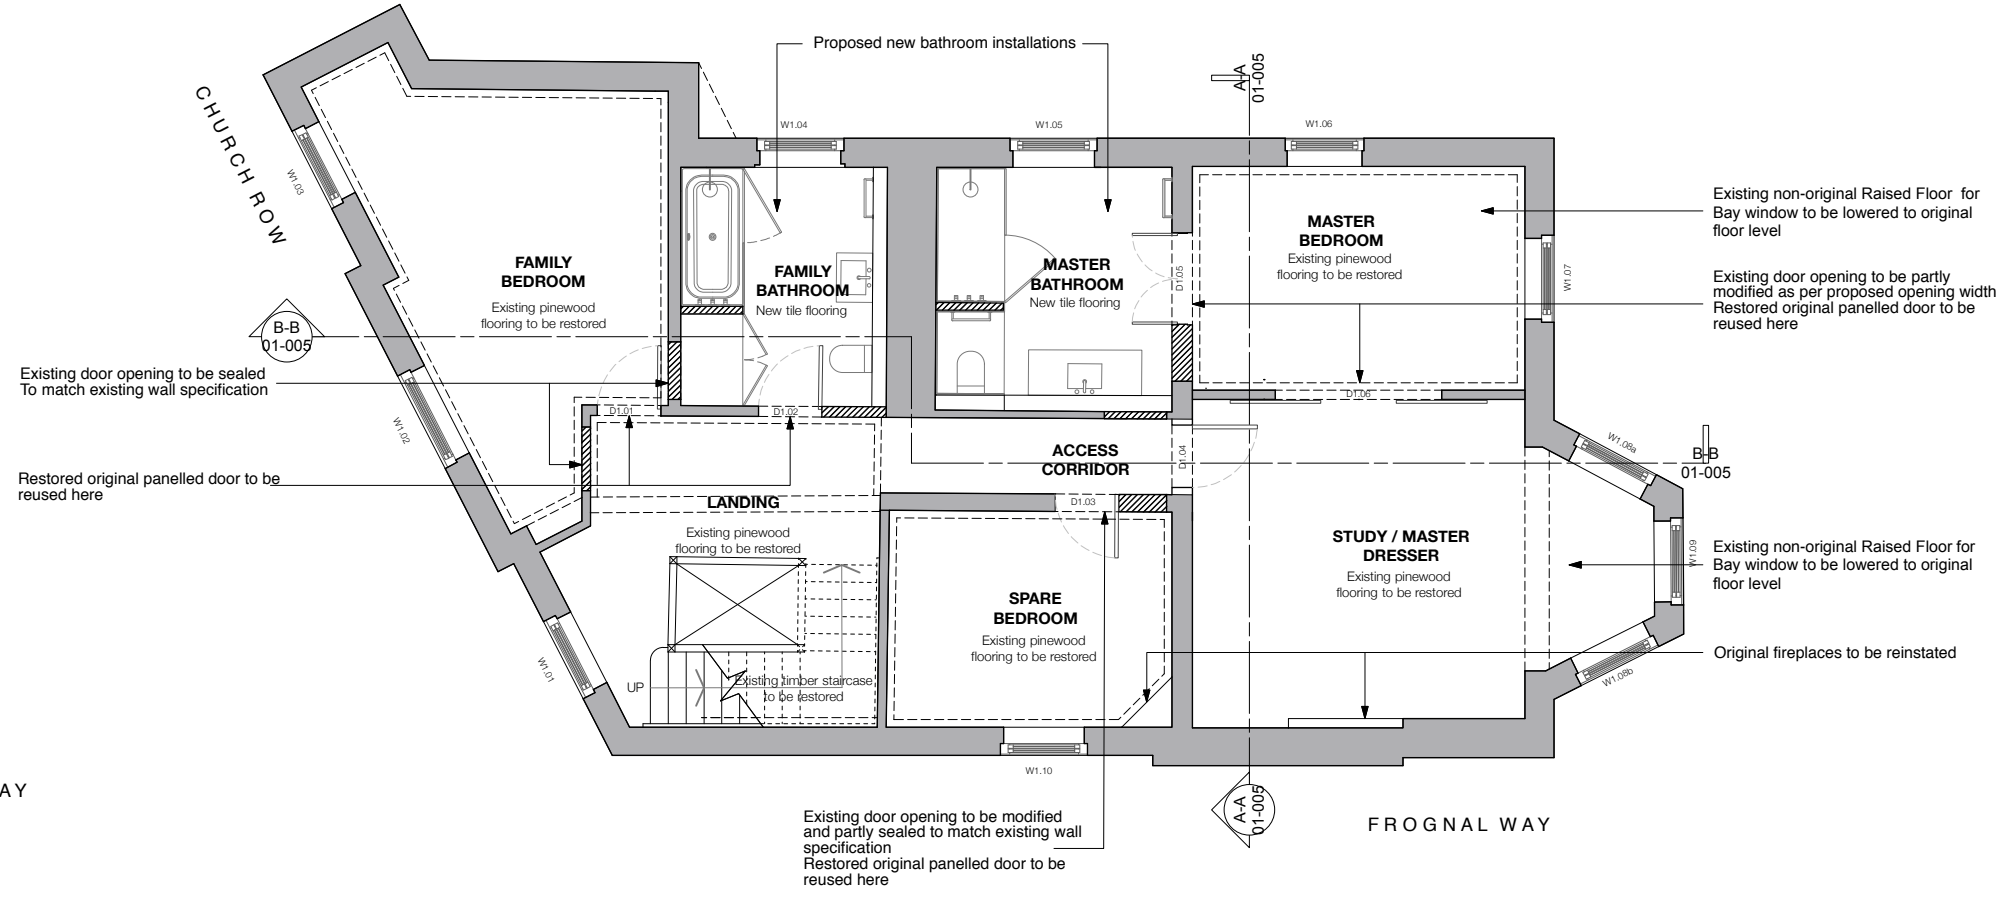 Proposed new bathroom installations
A-A
01-005
CHURCH ROW
W1.04
W1.05
W1.06
W1.03
Existing non-original Raised Floor for
Bay window to be lowered to original
floor level
MASTER
BEDROOM
Existing pinewood
flooring to be restored
FAMILY
BEDROOM
Existing pinewood
flooring to be restored
FAMILY
BATHROOM
New tile flooring
MASTER
BATHROOM
New tile flooring
D1.05
W1.07
Existing door opening to be partly
modified as per proposed opening width
Restored original panelled door to be
reused here
B-B
01-005
Existing door opening to be sealed
To match existing wall specification
D1.01
D1.02
D1.06
W1.02
ACCESS
CORRIDOR
D1.04
W1.08a
B-B
01-005
Restored original panelled door to be
reused here
LANDING
Existing pinewood
flooring to be restored
D1.03
STUDY / MASTER
DRESSER
Existing pinewood
flooring to be restored
W1.09
Existing non-original Raised Floor for
Bay window to be lowered to original
floor level
SPARE
BEDROOM
Existing pinewood
flooring to be restored
Original fireplaces to be reinstated
W1.01
UP
Existing timber staircase
to be restored
W1.08b
W1.10
AY
A-A
01-005
FROGNAL WAY
Existing door opening to be modified
and partly sealed to match existing wall
specification
Restored original panelled door to be
reused here